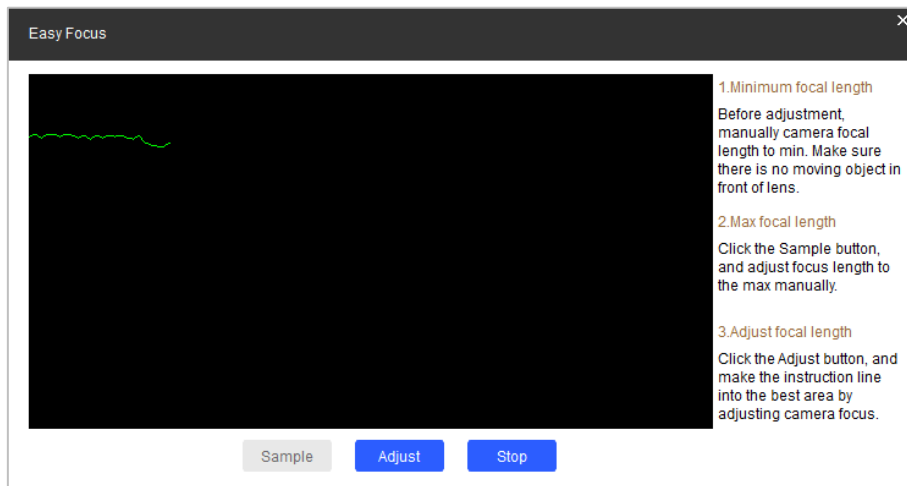 Easy Focus
1.Minimum focal length
Before adjustment,
manually camera focal
length to min. Make sure
there is no moving object in
front of lens.
2.Max focal length
Click the Sample button,
and adjust focus length to
the max manually.
3.Adjust focal length
Click the Adjust button, and
make the instruction line
into the best area by
adjusting camera focus.
Sample Adjust Stop